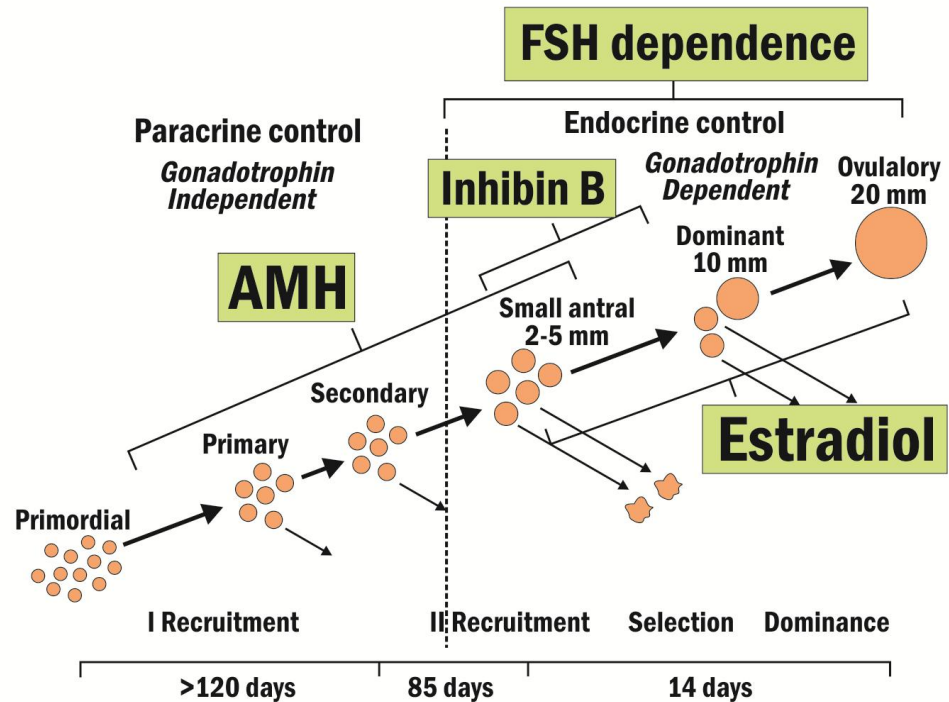 FSH dependence
Paracrine control
Endocrine control
Gonadotrophin
Independent
Inhibin B
Gonadotrophin
Dependent
Ovulalory
20 mm
AMH
Dominant
10 mm
Small antral
2-5 mm
Secondary
Primary
Estradiol
Primordial
I Recruitment
II Recruitment
Selection
Dominance
>120 days
85 days
14 days